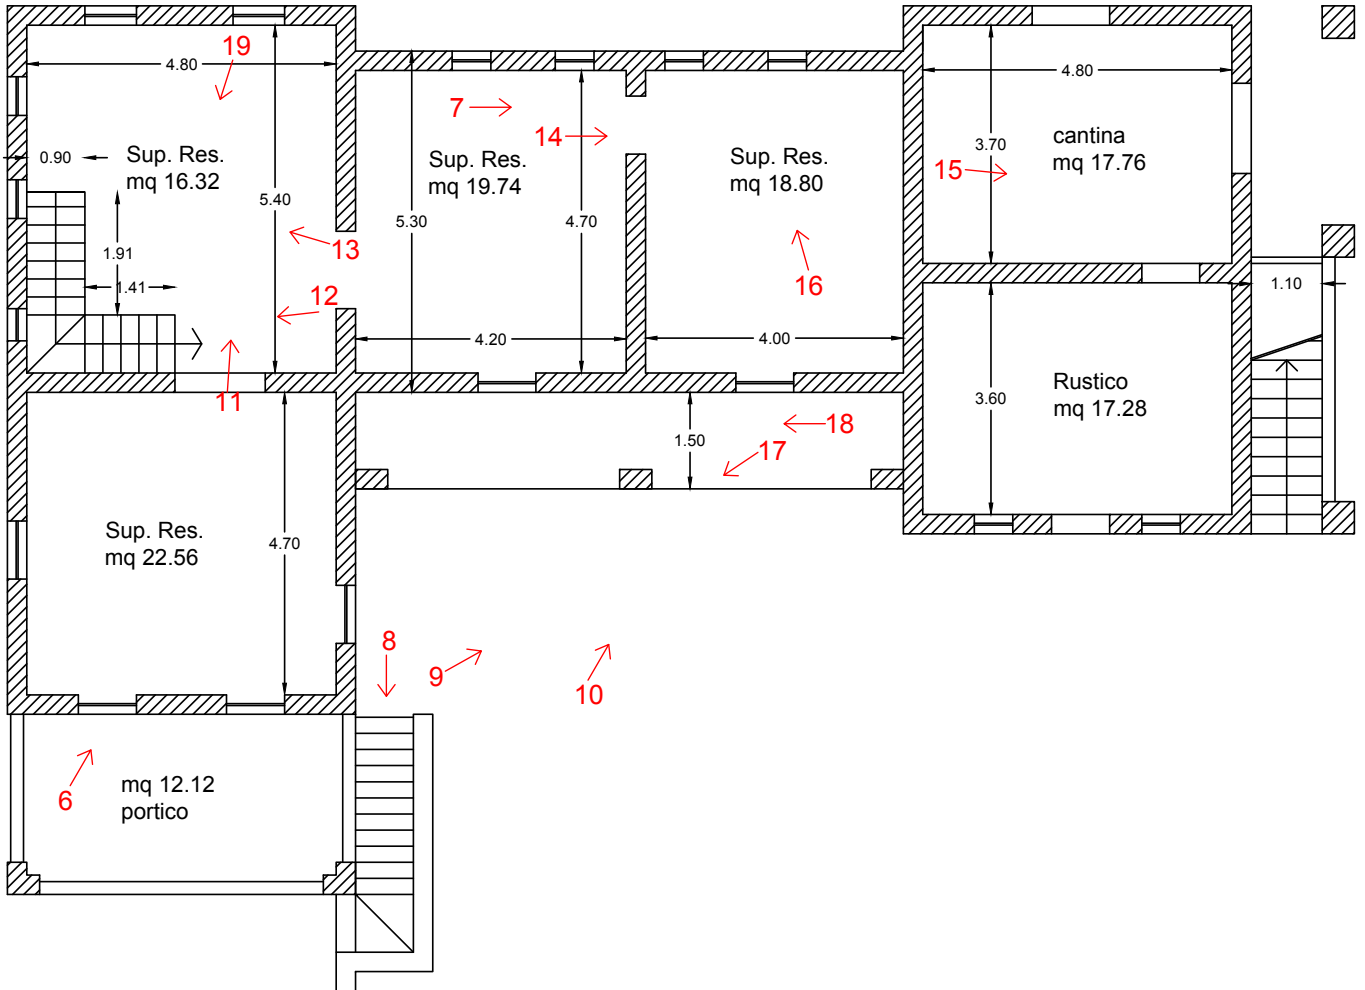 19
4.80
4.80
7
14
cantina
mq 17.76
3.70
15
0.90
Sup. Res.
mq 16.32
Sup. Res.
mq 19.74
Sup. Res.
mq 18.80
5.40
5.30
4.70
13
1.91
1.41
12
16
1.10
4.20
4.00
11
Rustico
mq 17.28
3.60
18
1.50
17
Sup. Res.
mq 22.56
4.70
8
9
10
6
mq 12.12
portico